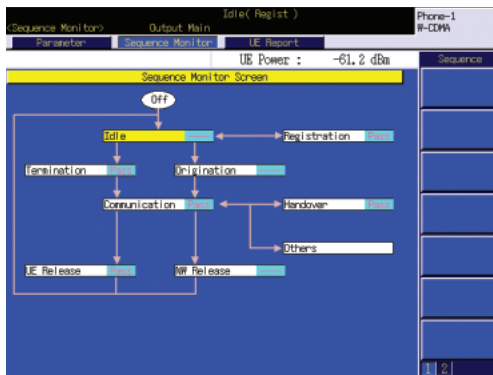 Idle( Regist )
Phone-1
<Sequence Monitor> Output Main
W-CDMA
Parameter Sequence Monitor UE Report
UE Power : -61.2 dBm
Sequence
Sequence Monitor Screen
Off
Idle ---- Registration Pass
Termination Pass Origination ----
Communication Pass Handover Pass
Others
UE Release Pass NW Release ----
1 2